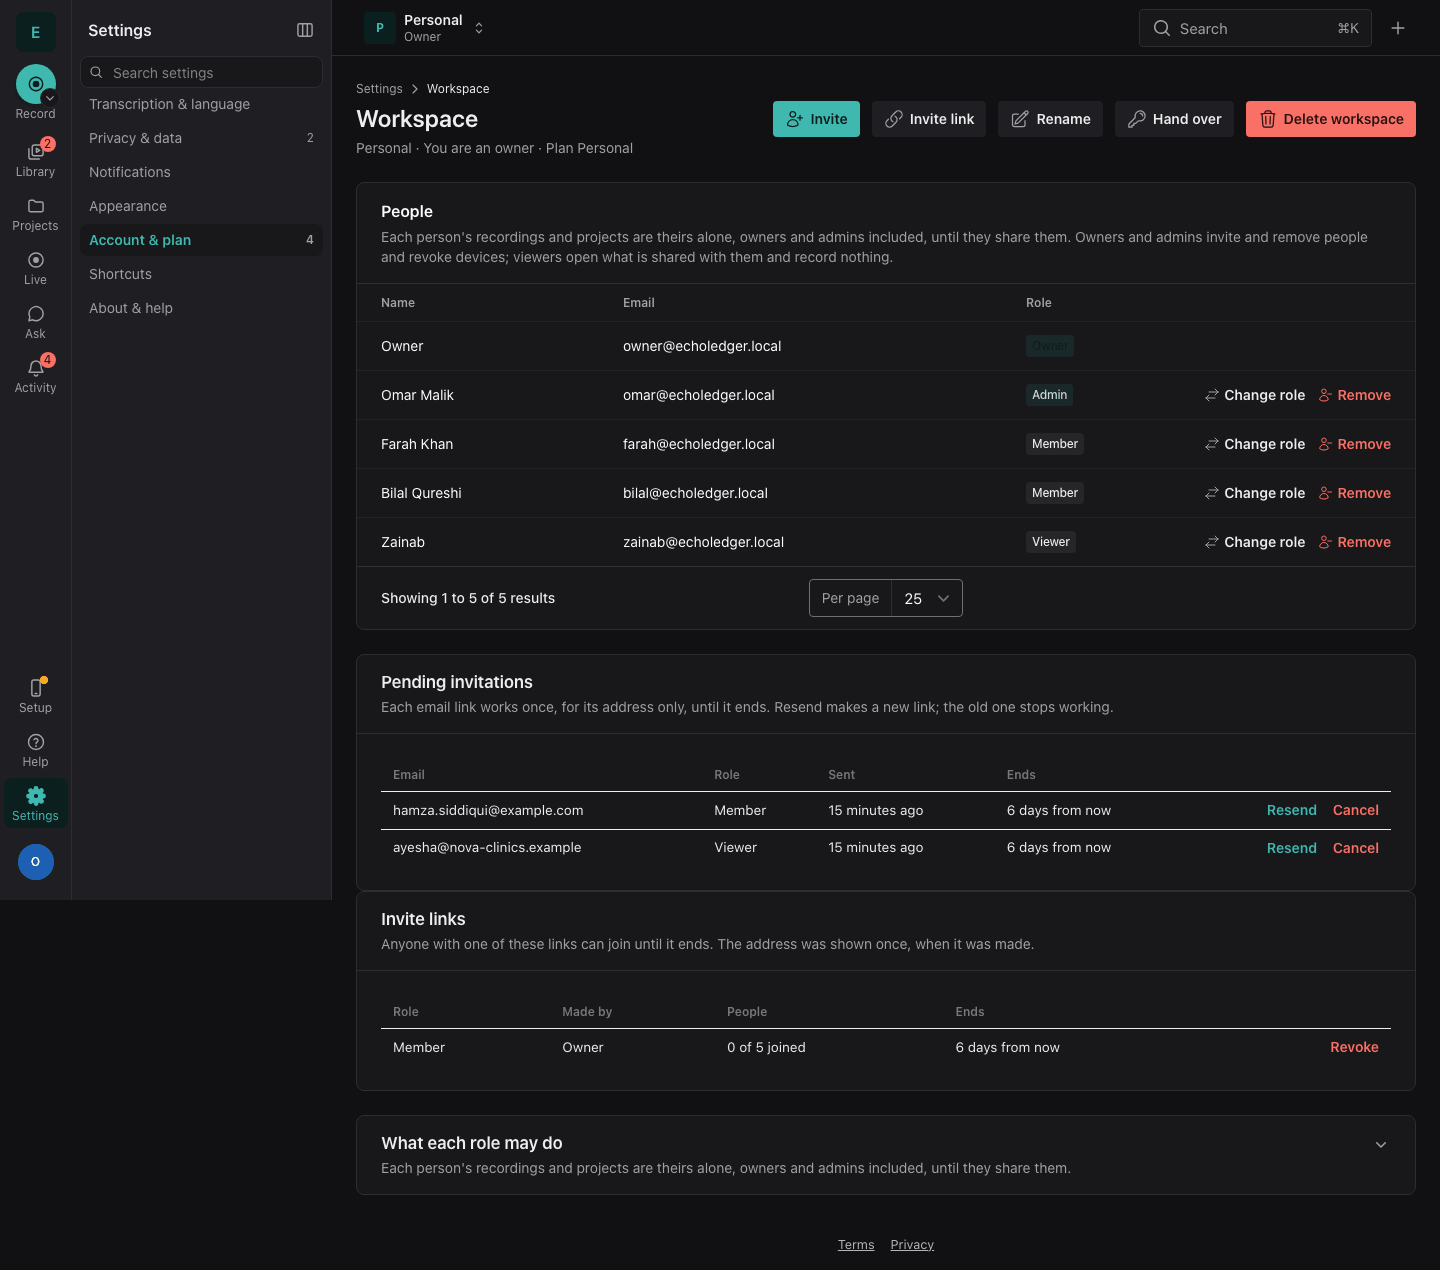 E
Record
2
Library
Projects
Live
Ask
4
Activity
Setup
Help
Settings
O
Settings
Search settings
Transcription & language
Privacy & data 2
Notifications
Appearance
Account & plan 4
Shortcuts
About & help
P
Personal
Owner
Search ⌘K
Settings Workspace
Workspace
Personal · You are an owner · Plan Personal
Invite
Invite link
Rename
Hand over
Delete workspace
People
Each person's recordings and projects are theirs alone, owners and admins included, until they share them. Owners and admins invite and remove people
and revoke devices; viewers open what is shared with them and record nothing.
Name Email Role
Owner owner@echoledger.local Owner
Omar Malik omar@echoledger.local Admin Change role Remove
Farah Khan farah@echoledger.local Member Change role Remove
Bilal Qureshi bilal@echoledger.local Member Change role Remove
Zainab zainab@echoledger.local Viewer Change role Remove
Showing 1 to 5 of 5 results Per page 25
Pending invitations
Each email link works once, for its address only, until it ends. Resend makes a new link; the old one stops working.
Email Role Sent Ends
hamza.siddiqui@example.com Member 15 minutes ago 6 days from now Resend Cancel
ayesha@nova-clinics.example Viewer 15 minutes ago 6 days from now Resend Cancel
Invite links
Anyone with one of these links can join until it ends. The address was shown once, when it was made.
Role Made by People Ends
Member Owner 0 of 5 joined 6 days from now Revoke
What each role may do
Each person's recordings and projects are theirs alone, owners and admins included, until they share them.
Terms Privacy